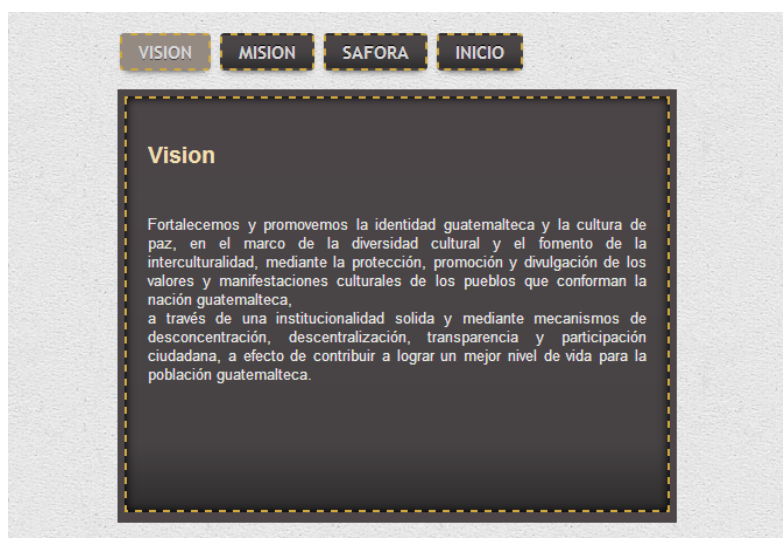 VISION MISION SAFORA INICIO
Vision
Fortalecemos y promovemos la identidad guatemalteca y la cultura de
paz, en el marco de la diversidad cultural y el fomento de la
interculturalidad, mediante la protección, promoción y divulgación de los
valores y manifestaciones culturales de los pueblos que conforman la
nación guatemalteca,
a través de una institucionalidad solida y mediante mecanismos de
desconcentración, descentralización, transparencia y participación
ciudadana, a efecto de contribuir a lograr un mejor nivel de vida para la
población guatemalteca.